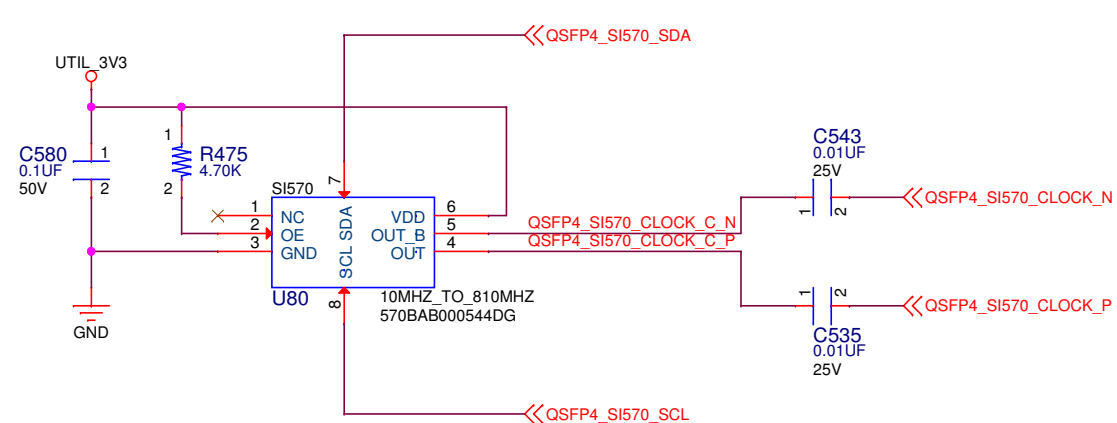 QSFP4_SI570_SDA
UTIL_3V3
C580
0.1UF
50V
1
2
1
2
R475
4.70K
SI570
7
1
2
3
NC
OE
GND
SCL SDA
VDD
OUT_B
OUT
6
5
4
8
U80
10MHZ_TO_810MHZ
570BAB000544DG
QSFP4_SI570_CLOCK_C_N
QSFP4_SI570_CLOCK_C_P
C543
0.01UF
25V
1
2
QSFP4_SI570_CLOCK_N
1
2
QSFP4_SI570_CLOCK_P
C535
0.01UF
25V
GND
QSFP4_SI570_SCL